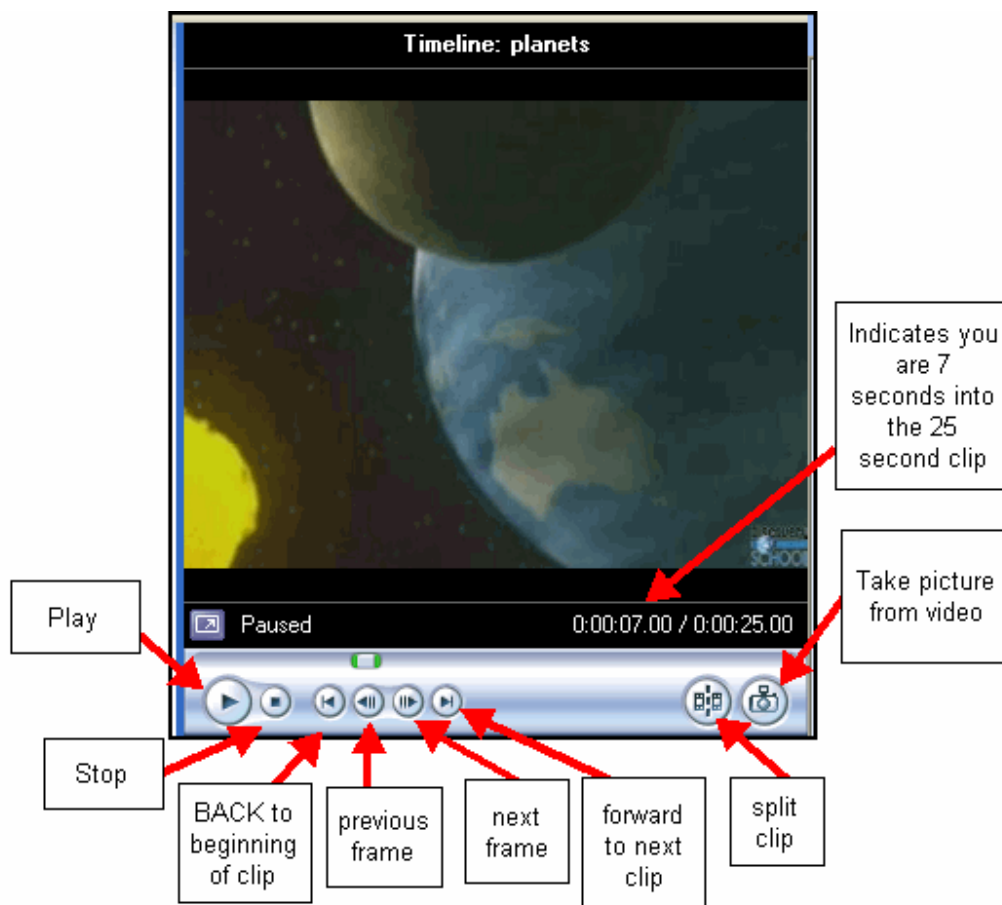 Timeline: planets
Indicates you
are 7
seconds into
the 25
second clip
DISCOVERY
SCHOOL
Take picture
from video
Play
Paused
0:00:07.00 / 0:00:25.00
Stop
BACK to
beginning
of clip
previous
frame
next
frame
forward
to next
clip
split
clip